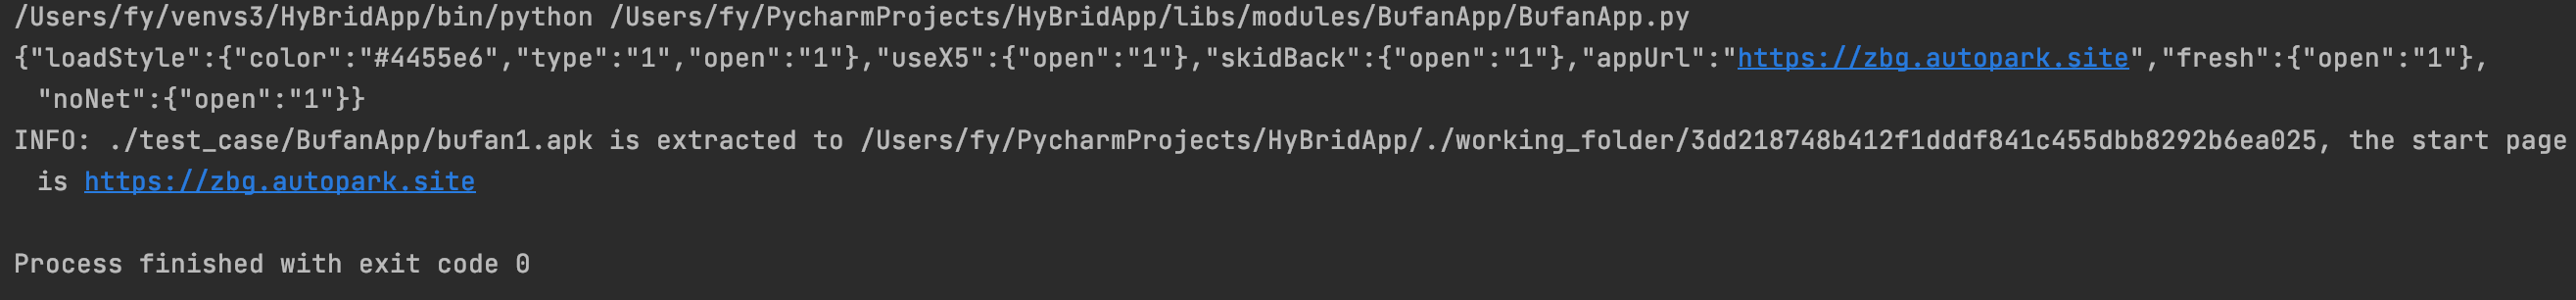 /Users/fy/venvs3/HyBridApp/bin/python /Users/fy/PycharmProjects/HyBridApp/libs/modules/BufanApp/BufanApp.py
{"loadStyle":{"color":"#4455e6","type":"1","open":"1"},"useX5":{"open":"1"},"skidBack":{"open":"1"},"appUrl":"https://zbg.autopark.site","fresh":{"open":"1"},
"noNet":{"open":"1"}}
INFO: ./test_case/BufanApp/bufan1.apk is extracted to /Users/fy/PycharmProjects/HyBridApp/./working_folder/3dd218748b412f1dddf841c455dbb8292b6ea025, the start page
is https://zbg.autopark.site
Process finished with exit code 0